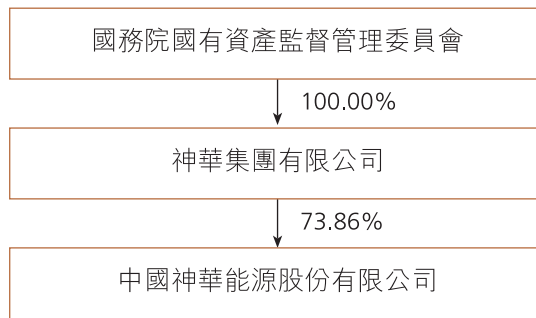 國務院國有資產監督管理委員會
100.00%
神華集團有限公司
73.86%
中國神華能源股份有限公司